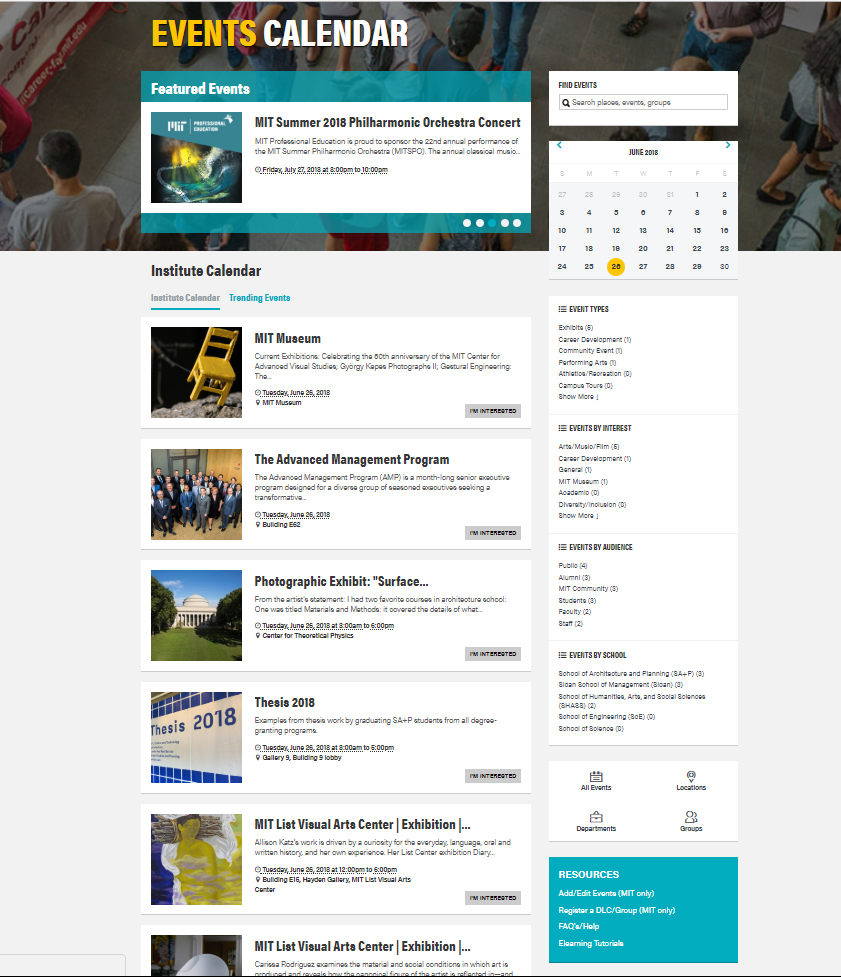 EVENTS CALENDAR
Featured Events
MIT PROFESSIONAL
EDUCATION
MIT Summer 2018 Philharmonic Orchestra Concert
MIT Professional Education is proud to sponsor the 22nd annual performance of
the MIT Summer Philharmonic Orchestra (MITSPO). The annual classical music...
Friday, July 27, 2018 at 8:00pm to 10:00pm
FIND EVENTS
Search places, events, groups
JUNE 2018
S M T W T F S
27 28 29 30 31 1 2
3 4 5 6 7 8 9
10 11 12 13 14 15 16
17 18 19 20 21 22 23
24 25 26 27 28 29 30
Institute Calendar
Institute Calendar Trending Events
MIT Museum
Current Exhibitions: Celebrating the 50th anniversary of the MIT Center for
Advanced Visual Studies; György Kepes Photographs II; Gestural Engineering:
The...
Tuesday, June 26, 2018
MIT Museum
I'M INTERESTED
The Advanced Management Program
The Advanced Management Program (AMP) is a month-long senior executive
program designed for a diverse group of seasoned executives seeking a
transformative...
Tuesday, June 26, 2018
Building E62
I'M INTERESTED
Photographic Exhibit: "Surface...
From the artist's statement: I had two favorite courses in architecture school:
One was titled Materials and Methods: it covered the details of what...
Tuesday, June 26, 2018 at 8:00am to 6:00pm
Center for Theoretical Physics
I'M INTERESTED
Thesis 2018
Thesis 2018
Examples from thesis work by graduating SA+P students from all degree-
granting programs.
Tuesday, June 26, 2018 at 8:00am to 5:00pm
Gallery 9, Building 9 lobby
I'M INTERESTED
MIT List Visual Arts Center | Exhibition |...
Allison Katz's work is driven by a curiosity for the everyday, language, oral and
written history, and her own experience. Her List Center exhibition Diary...
Tuesday, June 26, 2018 at 12:00pm to 6:00pm
Building E15, Hayden Gallery, MIT List Visual Arts
Center
I'M INTERESTED
MIT List Visual Arts Center | Exhibition |...
Carissa Rodriguez examines the material and social conditions in which art is
produced and reveals how the canonical figure of the artist is reflected in—and
EVENT TYPES
Exhibits (5)
Career Development (1)
Community Event (1)
Performing Arts (1)
Athletics/Recreation (0)
Campus Tours (0)
Show More ↓
EVENTS BY INTEREST
Arts/Music/Film (5)
Career Development (1)
General (1)
MIT Museum (1)
Academic (0)
Diversity/Inclusion (0)
Show More ↓
EVENTS BY AUDIENCE
Public (4)
Alumni (3)
MIT Community (3)
Students (3)
Faculty (2)
Staff (2)
EVENTS BY SCHOOL
School of Architecture and Planning (SA+P) (3)
Sloan School of Management (Sloan) (3)
School of Humanities, Arts, and Social Sciences
(SHASS) (2)
School of Engineering (SoE) (0)
School of Science (0)
All Events
Locations
Departments
Groups
RESOURCES
Add/Edit Events (MIT only)
Register a DLC/Group (MIT only)
FAQ's/Help
Elearning Tutorials